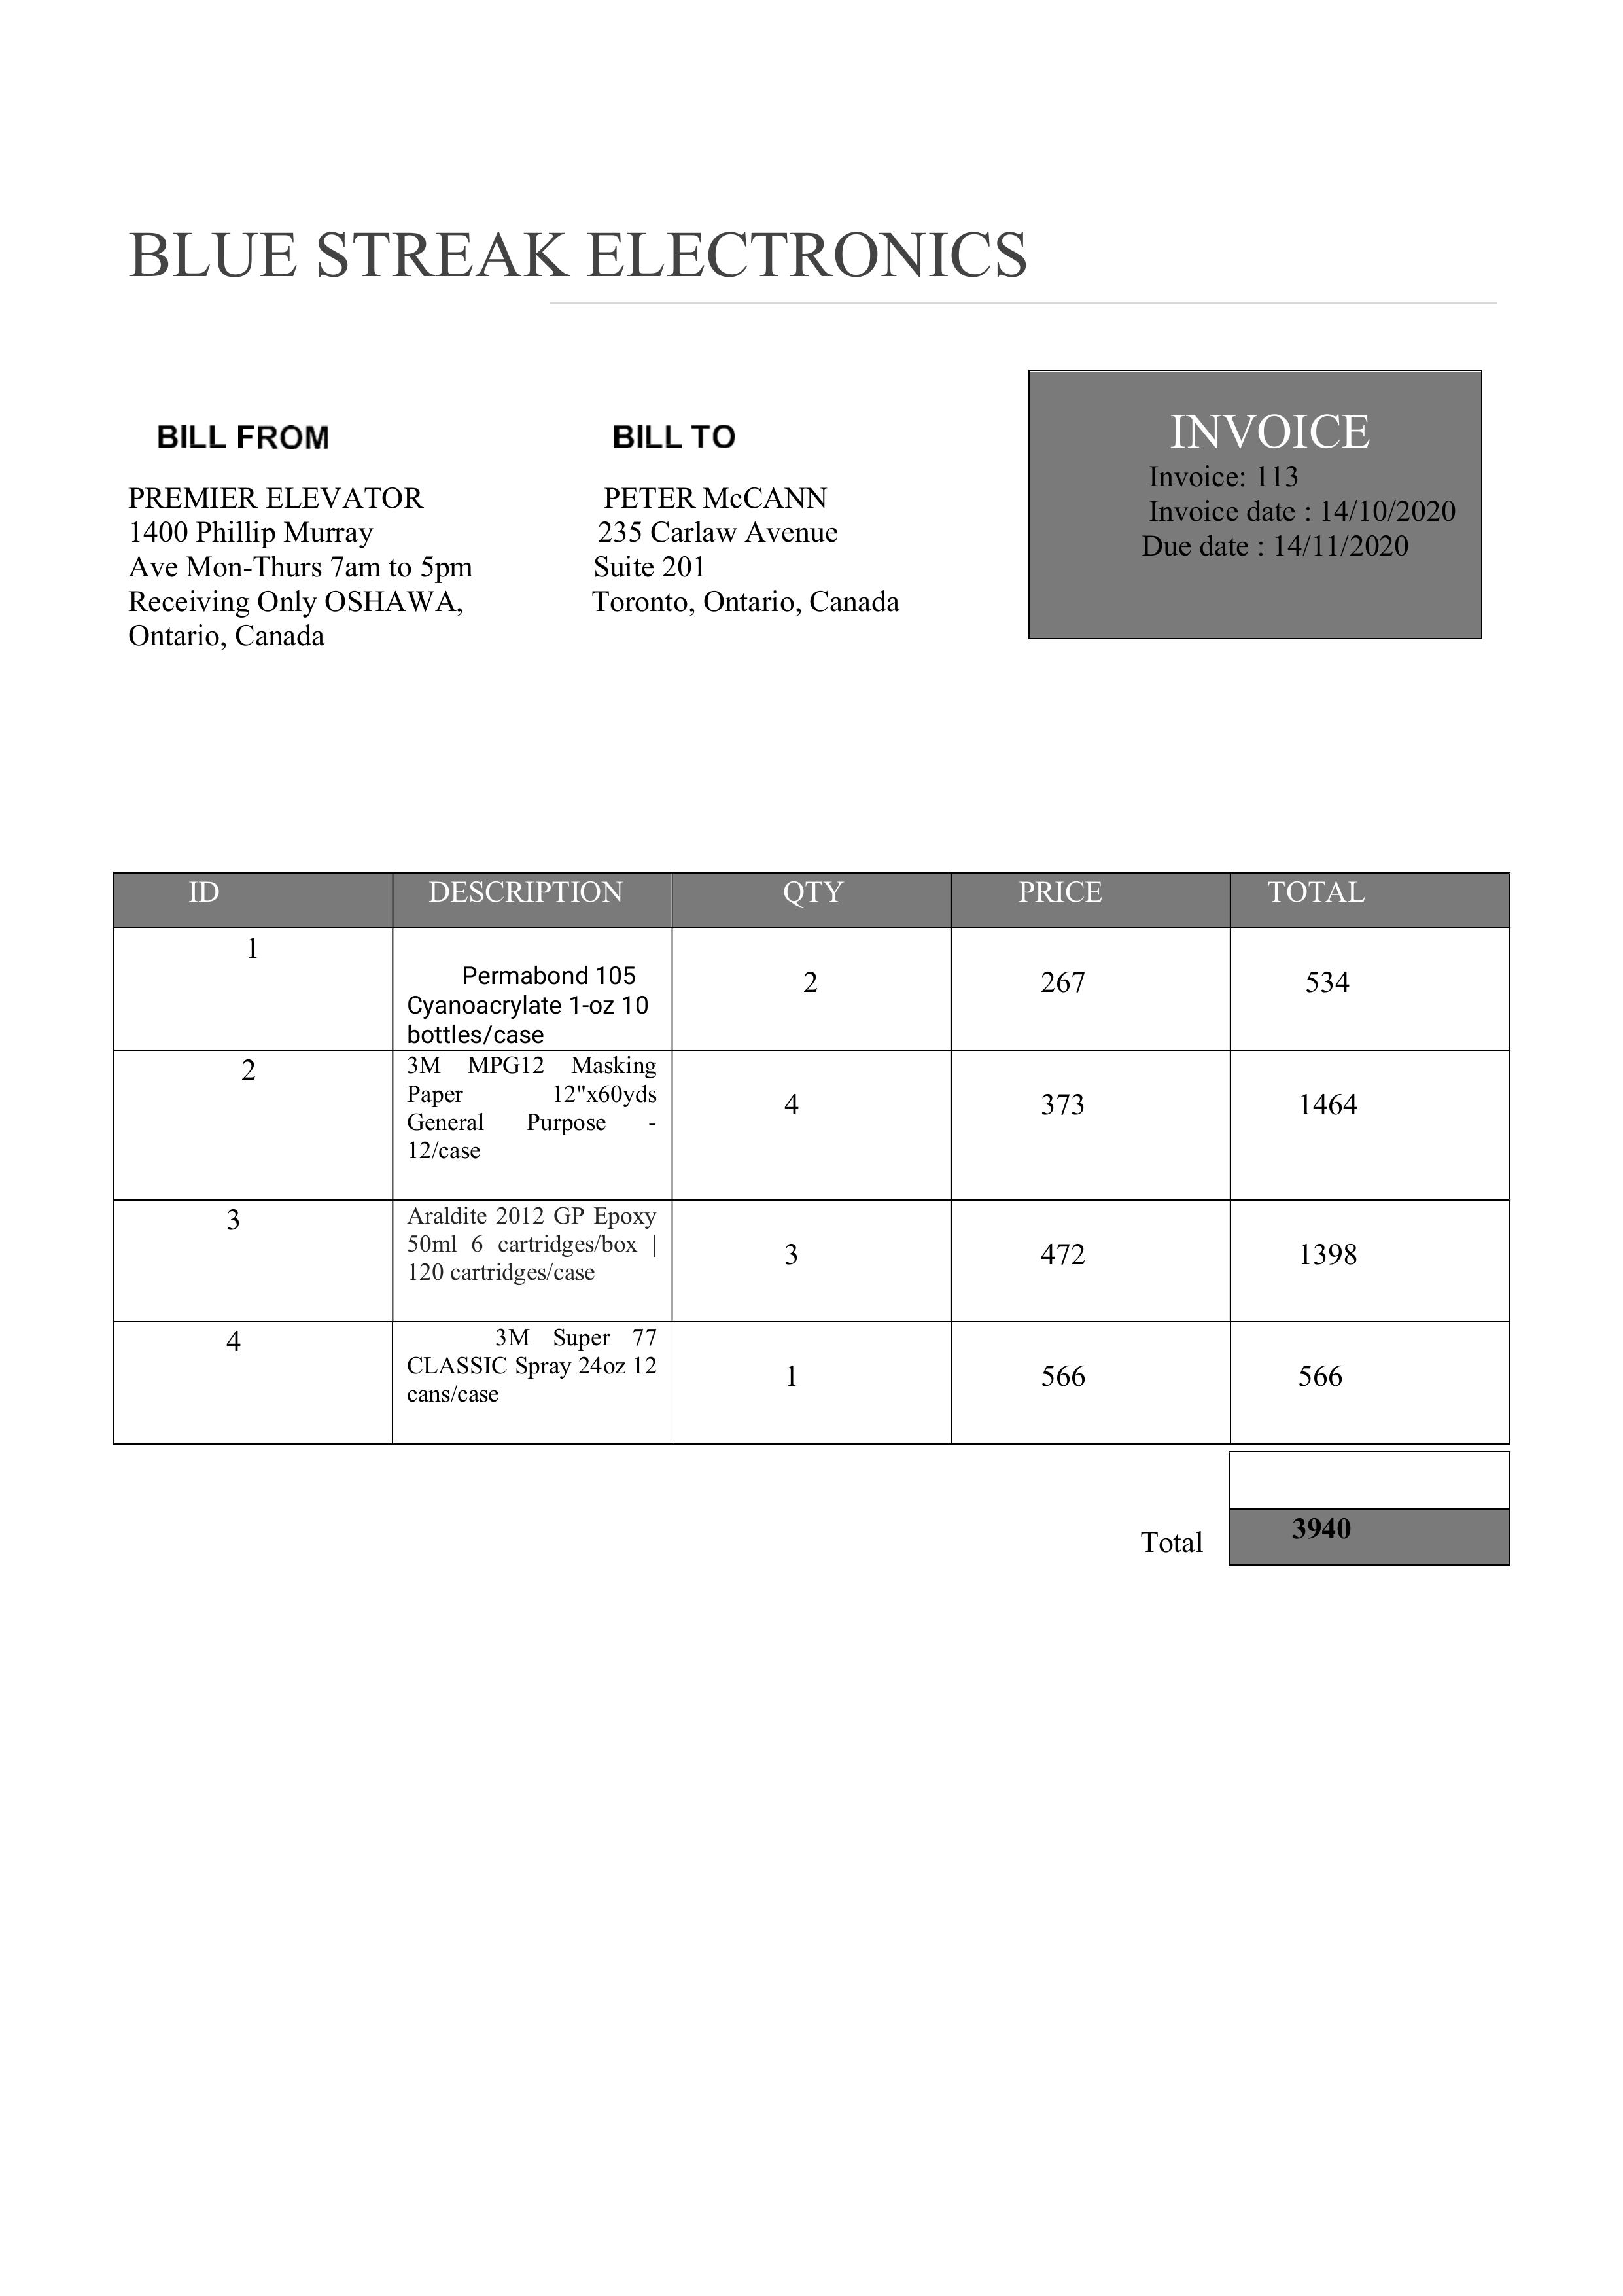 BLUE STREAK ELECTRONICS
BILL FROM
PREMIER ELEVATOR
1400 Phillip Murray
Ave Mon-Thurs 7am to 5pm
Receiving Only OSHAWA,
Ontario, Canada
BILL TO
PETER McCANN
235 Carlaw Avenue
Suite 201
Toronto, Ontario, Canada
INVOICE
Invoice: 113
Invoice date : 14/10/2020
Due date : 14/11/2020
ID DESCRIPTION QTY PRICE TOTAL
1
Permabond 105
Cyanoacrylate 1-oz 10
bottles/case
2 267 534
2
3M MPG12 Masking
Paper 12"x60yds
General Purpose -
12/case
4 373 1464
3
Araldite 2012 GP Epoxy
50ml 6 cartridges/box |
120 cartridges/case
3 472 1398
4
3M Super 77
CLASSIC Spray 24oz 12
cans/case
1 566 566
Total 3940